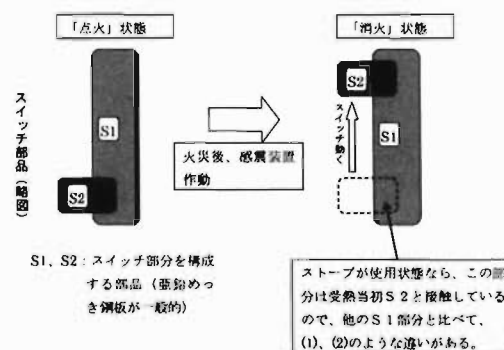 「点火」状態
「消火」状態
スイッチ部品（略図）
S1
S2
火災後、感震装置
作動
S2
スイッチ動く
S1
S1、S2：スイッチ部分を構成
する部品（亜鉛めっ
き鋼板が一般的）
ストーブが使用状態なら、この部
分は受熱当初S2と接触している
ので、他のS1部分と比べて、
(1)、(2)のような違いがある。